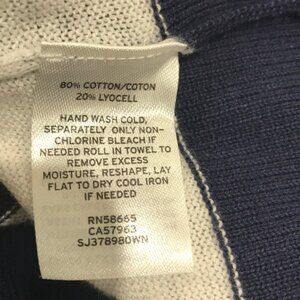 80% COTTON/COTON
20% LYOCELL
HAND WASH COLD,
SEPARATELY ONLY NON-
CHLORINE BLEACH IF
NEEDED ROLL IN TOWEL TO
REMOVE EXCESS
MOISTURE, RESHAPE, LAY
FLAT TO DRY COOL IRON
IF NEEDED
RN58665
CA57963
SJ378980WN